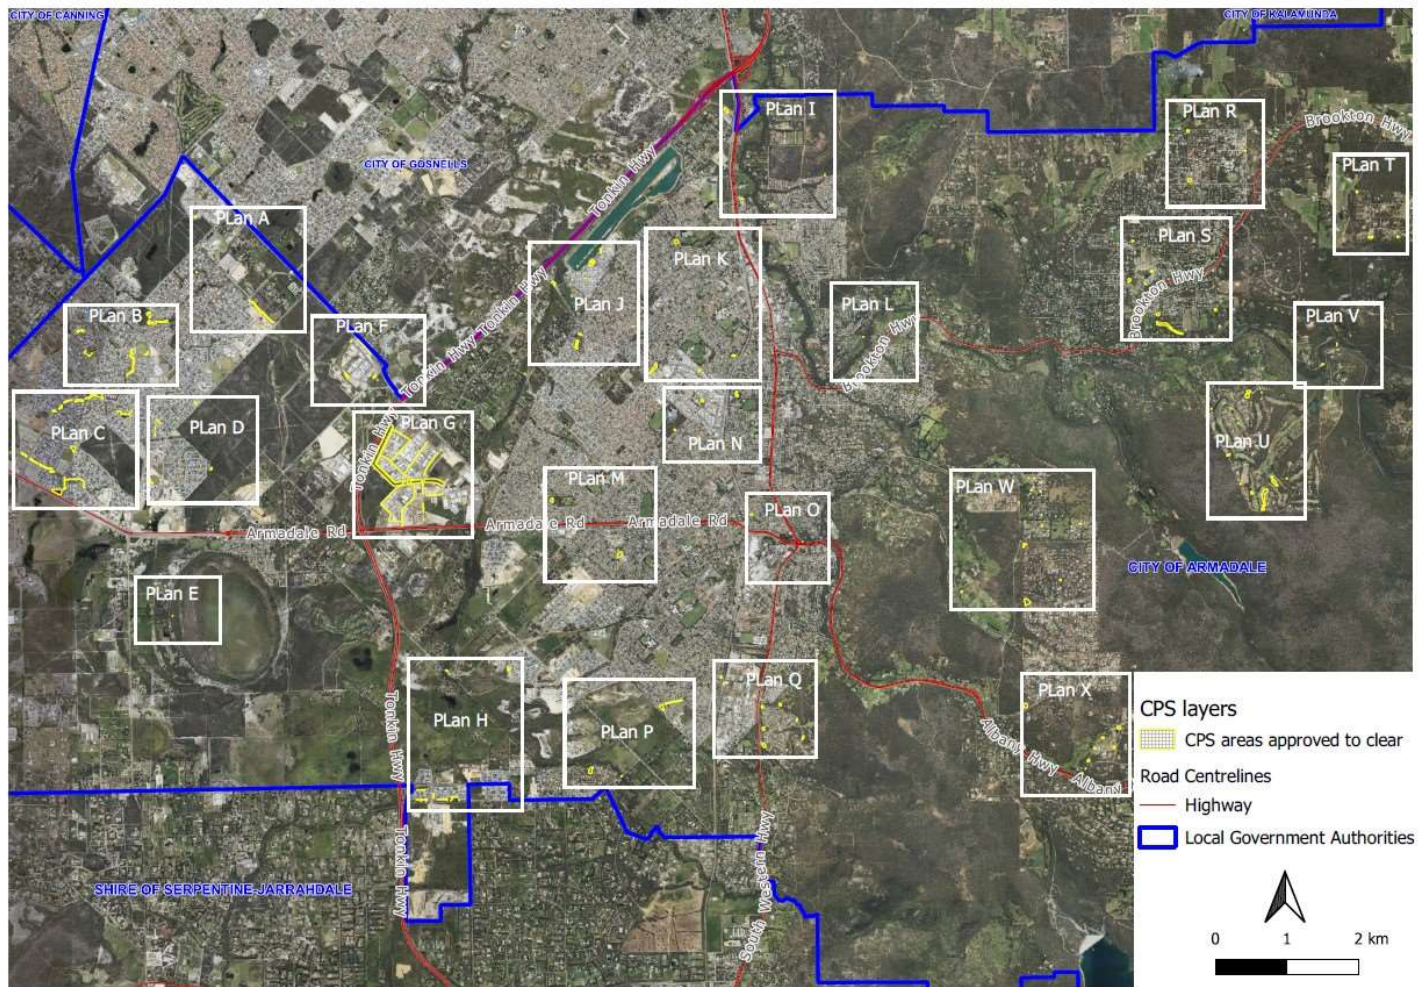 CITY OF CANNING
CITY OF KALAMUNDA
PLan I
PLan R
Brookton Hwy
CITY OF GOSNELLS
Tonkin Hwy
PLan T
PLan A
PLan S
PLan K
Brookton Hwy
PLan J
PLan L
PLan B
PLan F
Tonkin Hwy
Tonkin Hwy
Brookton Hwy
PLan V
PLan C
PLan D
Tonkin Hwy
PLan G
PLan N
PLan U
PLan M
PLan W
Armadale Rd
Armadale Rd
Armadale Rd
PLan O
CITY OF ARMADALE
PLan E
PLan H
PLan P
PLan Q
PLan X
Albany Hwy
Albany
Tonkin Hwy
Tonkin Hwy
South Western Hwy
SHIRE OF SERPENTINE-JARRAHDALE
CPS layers
CPS areas approved to clear
Road Centrelines
Highway
Local Government Authorities
0 1 2 km